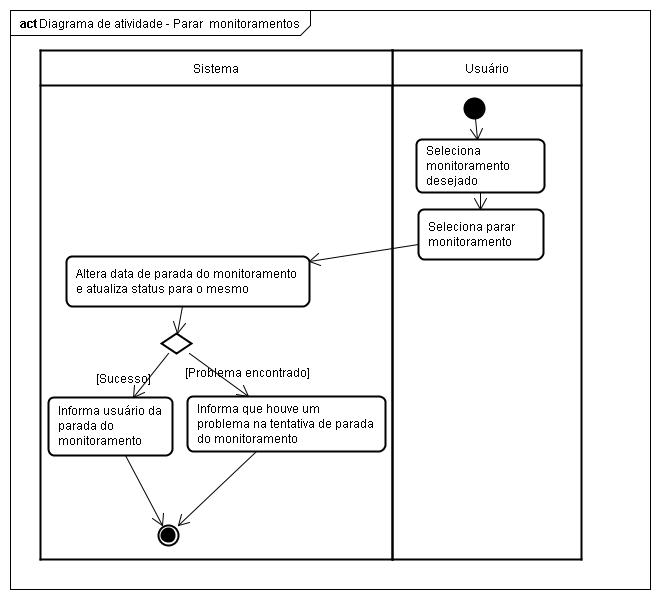 act Diagrama de atividade - Parar monitoramentos
Sistema
Usuário
Seleciona
monitoramento
desejado
Seleciona parar
monitoramento
Altera data de parada do monitoramento
e atualiza status para o mesmo
[Sucesso]
[Problema encontrado]
Informa usuário da
parada do
monitoramento
Informa que houve um
problema na tentativa de parada
do monitoramento